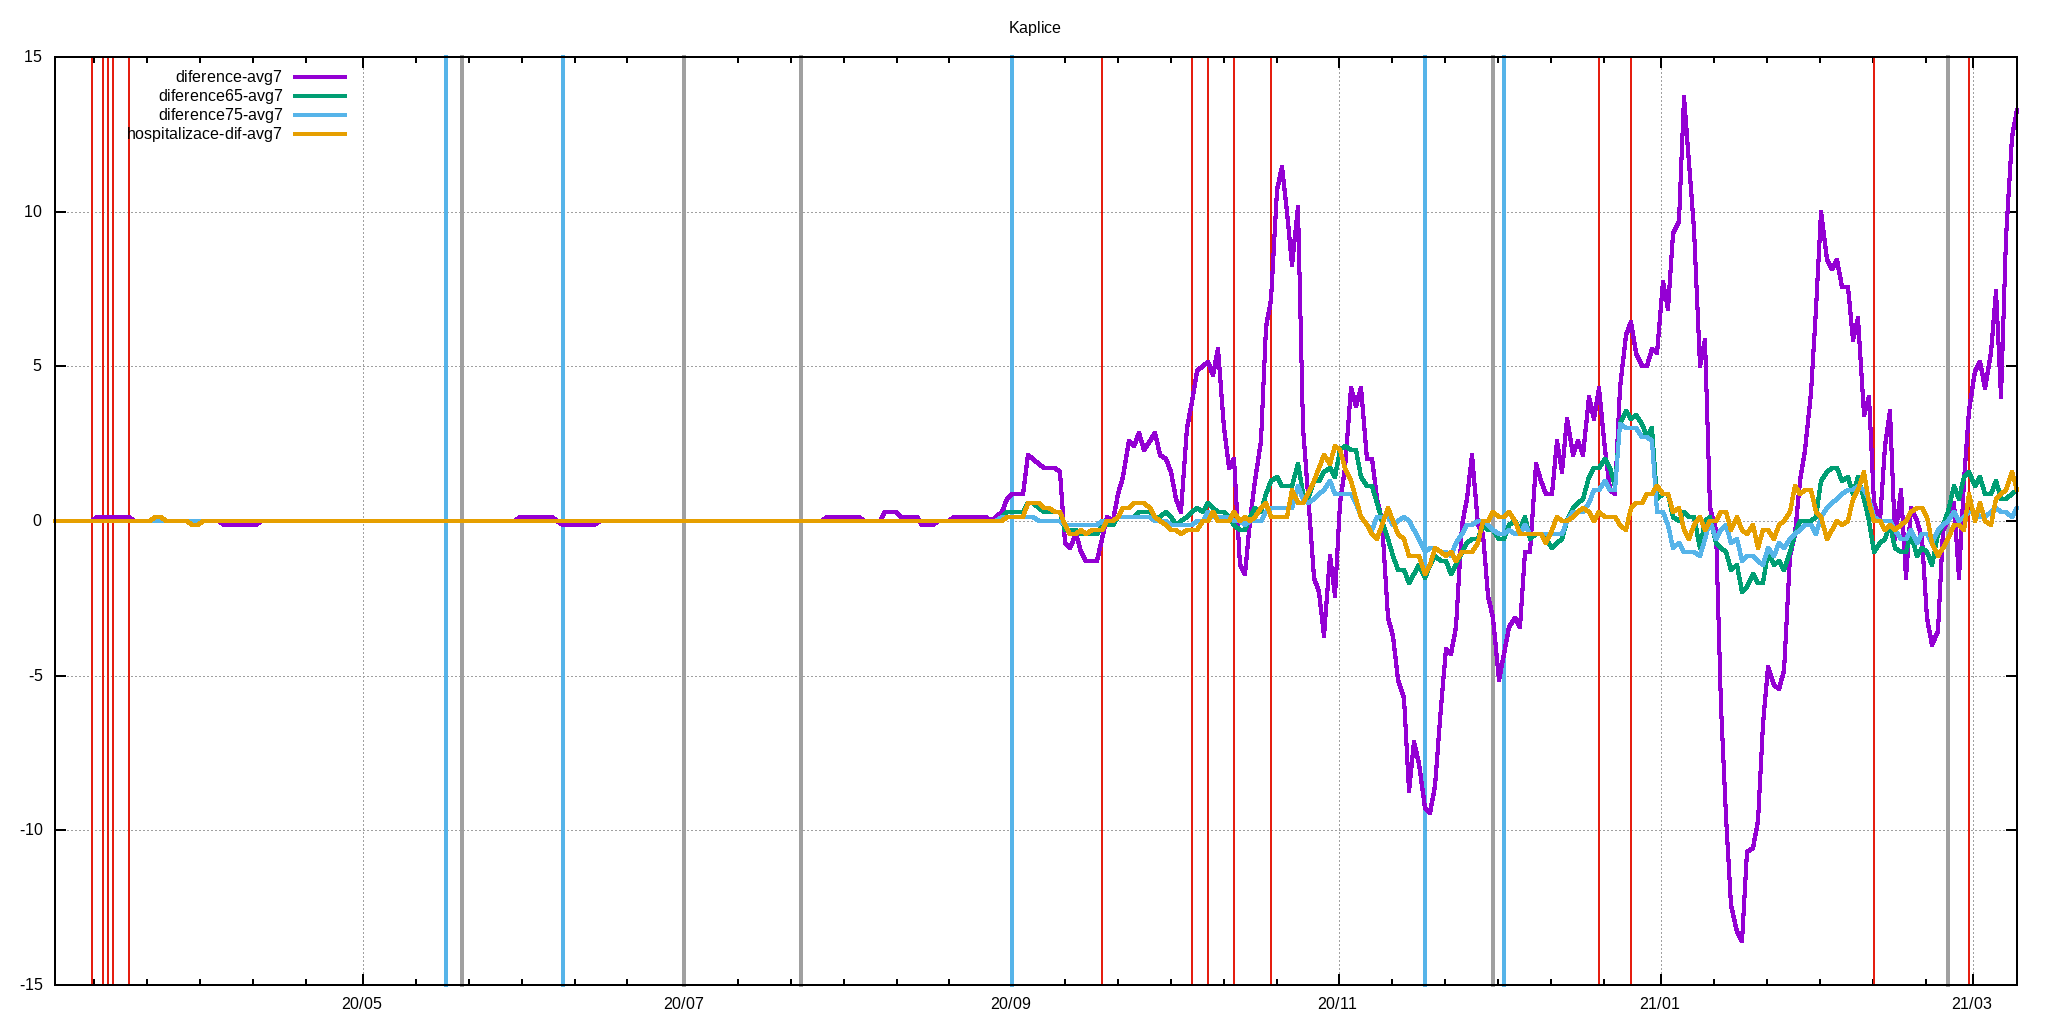 Kaplice
15
diference-avg7
diference65-avg7
diference75-avg7
hospitalizace-dif-avg7
10
5
0
-5
-10
-15
20/05 20/07 20/09 20/11 21/01 21/03